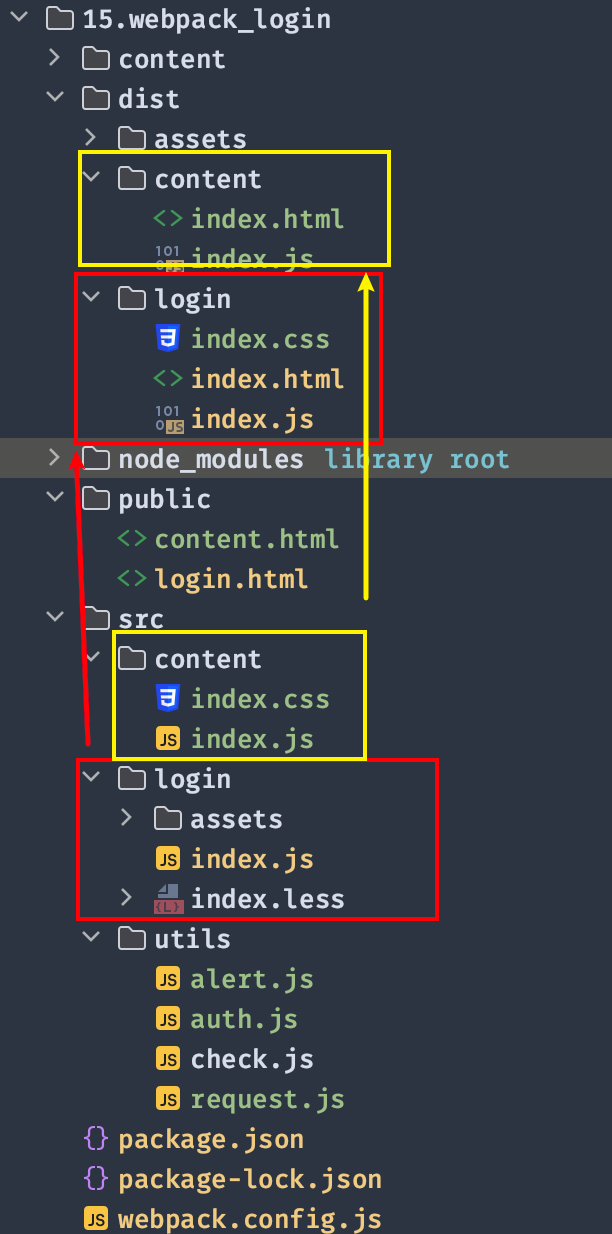 15.webpack_login
content
dist
assets
content
index.html
index.js
login
index.css
index.html
index.js
node_modules library root
public
content.html
login.html
src
content
index.css
index.js
login
assets
index.js
index.less
utils
alert.js
auth.js
check.js
request.js
package.json
package-lock.json
webpack.config.js